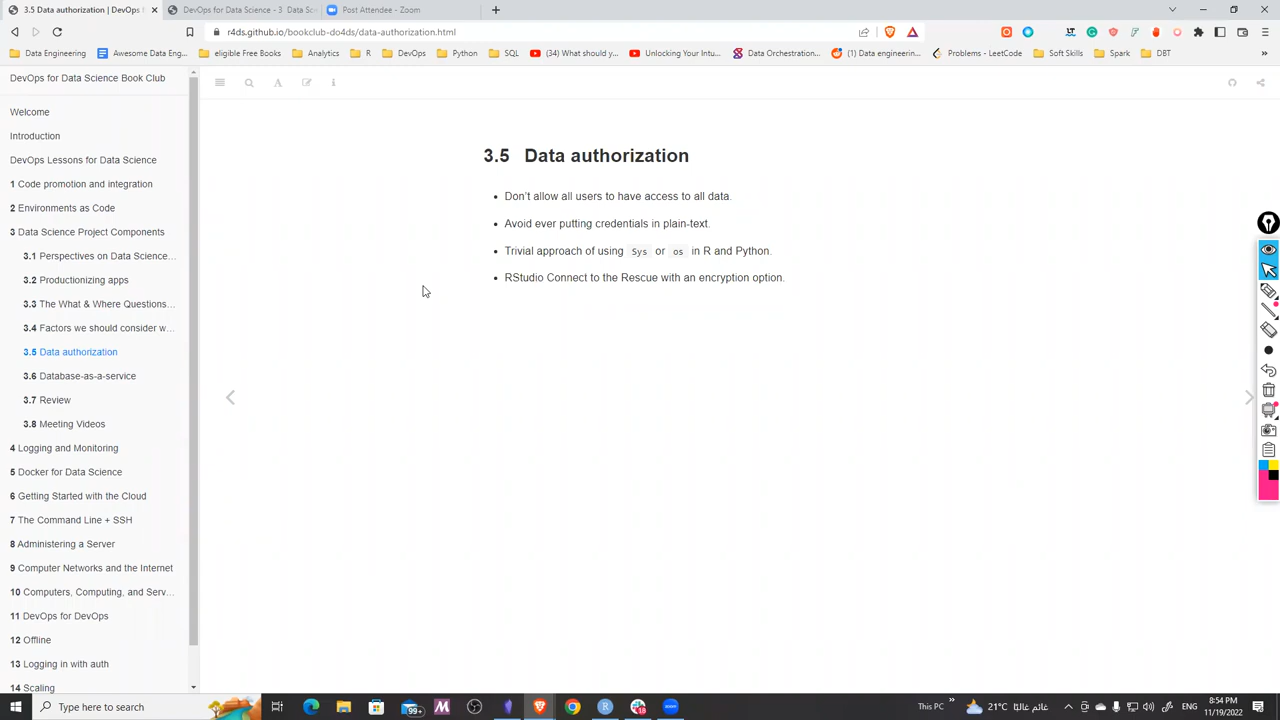 3.5 Data authorization | DevOps f
DevOps for Data Science - 3 Data Sc
Post Attendee - Zoom
r4ds.github.io/bookclub-do4ds/data-authorization.html
Data Engineering
Awesome Data Eng...
eligible Free Books
Analytics
R
DevOps
Python
SQL
(34) What should y...
Unlocking Your Intu...
Data Orchestration...
(1) Data engineerin...
Problems - LeetCode
Soft Skills
Spark
DBT
DevOps for Data Science Book Club
Welcome
Introduction
DevOps Lessons for Data Science
1 Code promotion and integration
2 Environments as Code
3 Data Science Project Components
3.1 Perspectives on Data Science...
3.2 Productionizing apps
3.3 The What & Where Questions...
3.4 Factors we should consider w...
3.5 Data authorization
3.6 Database-as-a-service
3.7 Review
3.8 Meeting Videos
4 Logging and Monitoring
5 Docker for Data Science
6 Getting Started with the Cloud
7 The Command Line + SSH
8 Administering a Server
9 Computer Networks and the Internet
10 Computers, Computing, and Serv...
11 DevOps for DevOps
12 Offline
13 Logging in with auth
14 Scaling
3.5 Data authorization
• Don't allow all users to have access to all data.
• Avoid ever putting credentials in plain-text.
• Trivial approach of using Sys or os in R and Python.
• RStudio Connect to the Rescue with an encryption option.
Type here to search
99+
This PC
21°C غائم غالبًا
ENG
8:54 PM
11/19/2022